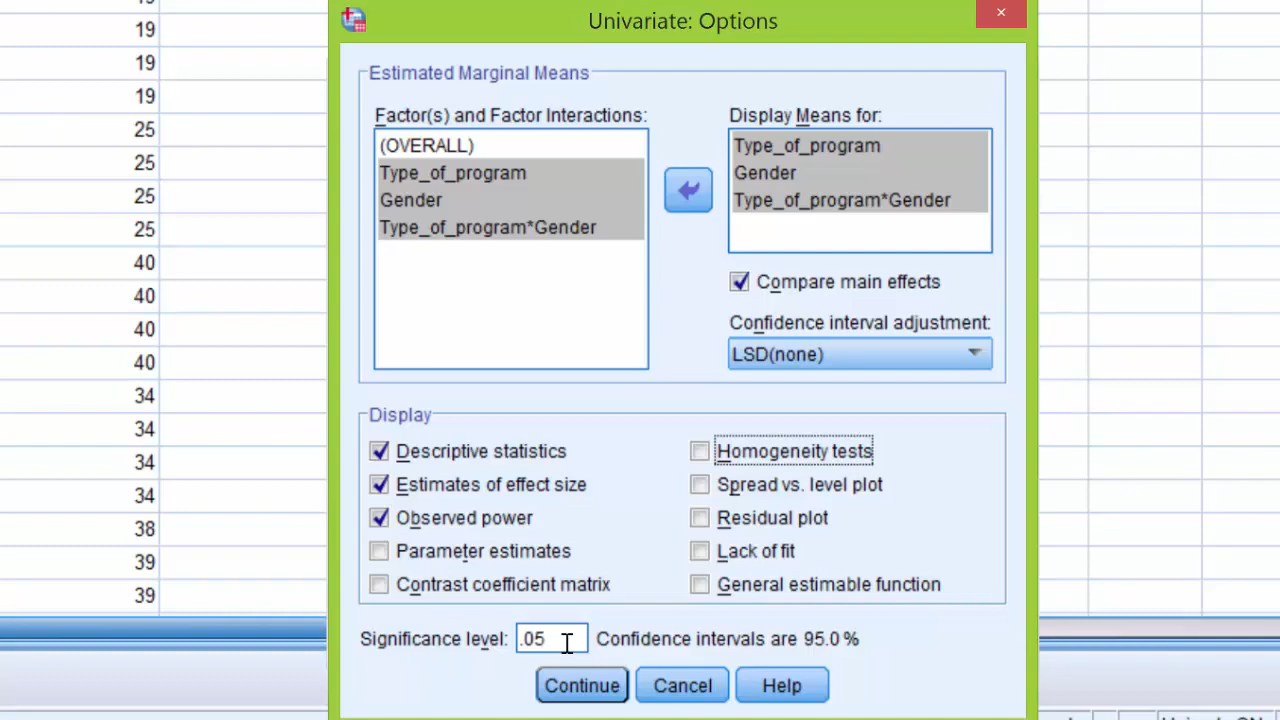 Univariate: Options
×
19
19
19
25
25
25
25
40
40
40
40
34
34
34
34
38
39
39
Estimated Marginal Means
Factor(s) and Factor Interactions:
(OVERALL)
Type_of_program
Gender
Type_of_program*Gender
Display Means for:
Type_of_program
Gender
Type_of_program*Gender
Compare main effects
Confidence interval adjustment:
LSD(none)
Display
Descriptive statistics
Homogeneity tests
Estimates of effect size
Spread vs. level plot
Observed power
Residual plot
Parameter estimates
Lack of fit
Contrast coefficient matrix
General estimable function
Significance level: .05 Confidence intervals are 95.0 %
Continue Cancel Help